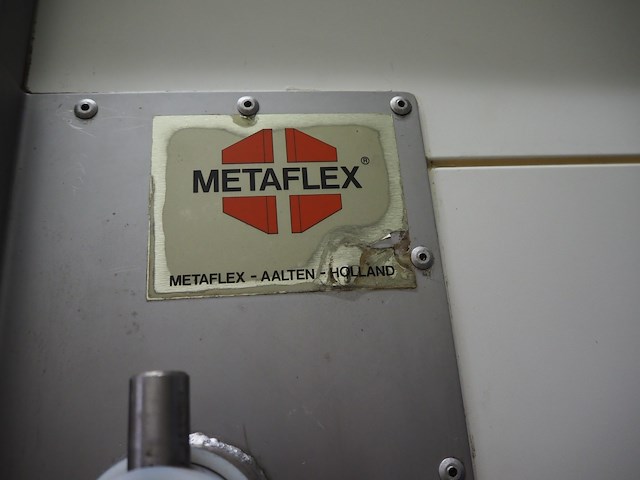 METAFLEX®
METAFLEX - AALTEN - HOLLAND